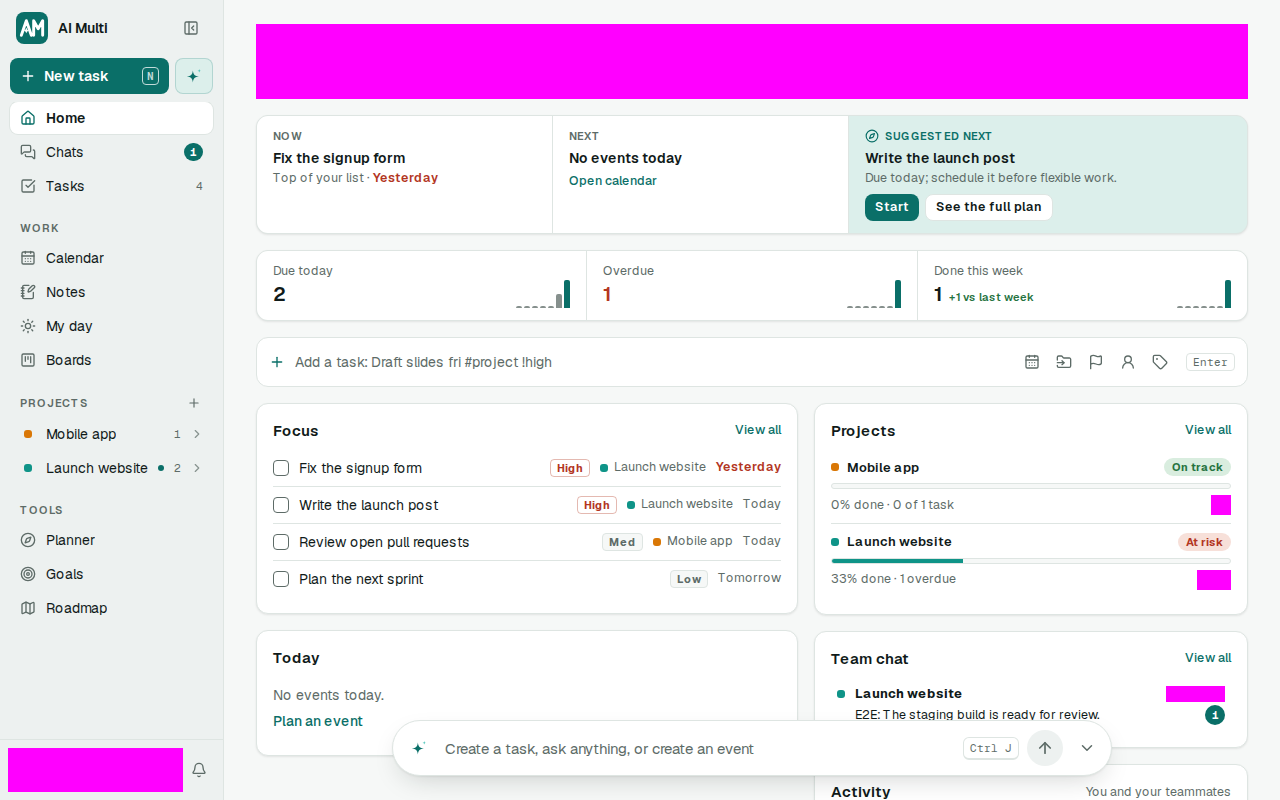 AM AI Multi
New task N
Home
Chats 1
Tasks 4
WORK
Calendar
Notes
My day
Boards
PROJECTS
Mobile app 1
Launch website 2
TOOLS
Planner
Goals
Roadmap
NOW
Fix the signup form
Top of your list · Yesterday
NEXT
No events today
Open calendar
SUGGESTED NEXT
Write the launch post
Due today; schedule it before flexible work.
Start See the full plan
Due today
2
Overdue
1
Done this week
1 +1 vs last week
Add a task: Draft slides fri #project !high Enter
Focus View all
Fix the signup form High Launch website Yesterday
Write the launch post High Launch website Today
Review open pull requests Med Mobile app Today
Plan the next sprint Low Tomorrow
Projects View all
Mobile app On track
0% done · 0 of 1 task
Launch website At risk
33% done · 1 overdue
Today
No events today.
Plan an event
Team chat View all
Launch website
E2E: The staging build is ready for review. 1
Create a task, ask anything, or create an event Ctrl J
Activity You and your teammates